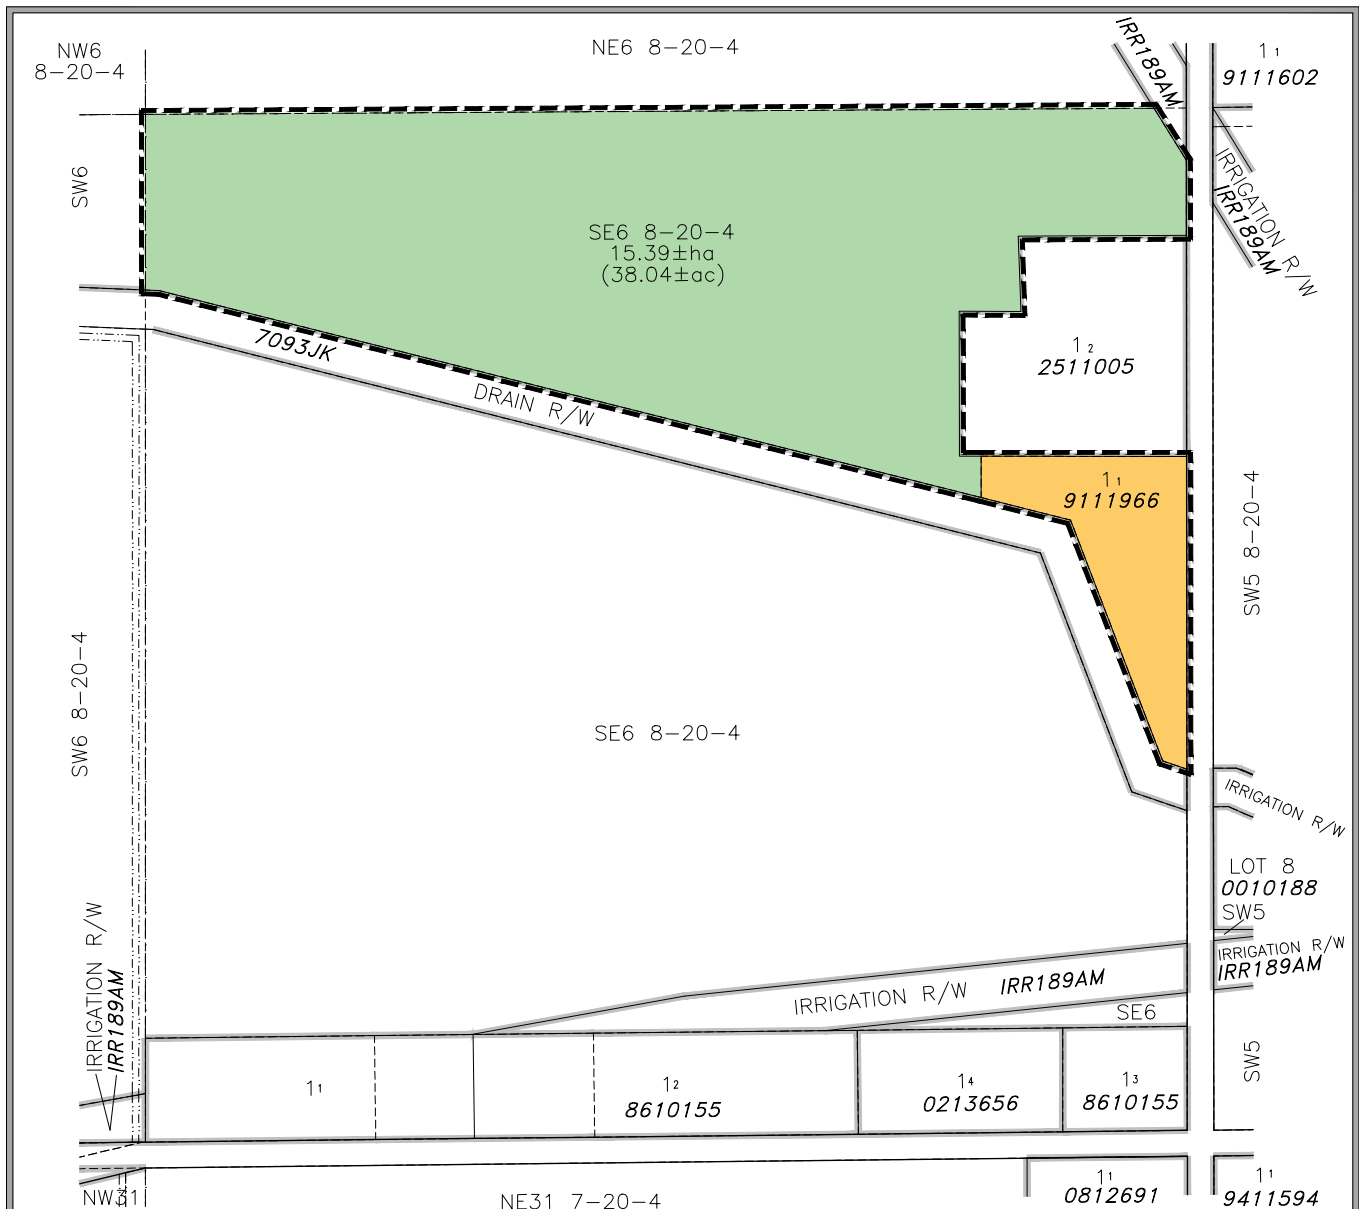 NW6
8-20-4
NE6 8-20-4
IRR189AM
1 1
9111602
SW6
IRRIGATION R/W
IRR189AM
SE6 8-20-4
15.39±ha
(38.04±ac)
7093JK
DRAIN R/W
1 2
2511005
1 1
9111966
SW5 8-20-4
SW6 8-20-4
SE6 8-20-4
IRRIGATION R/W
LOT 8
0010188
SW5
IRRIGATION R/W
IRR189AM
IRRIGATION R/W
IRR189AM
IRRIGATION R/W IRR189AM
SE6
SW5
1 1
1 2
8610155
1 4
0213656
1 3
8610155
NW31
NE31 7-20-4
1 1
0812691
1 1
9411594